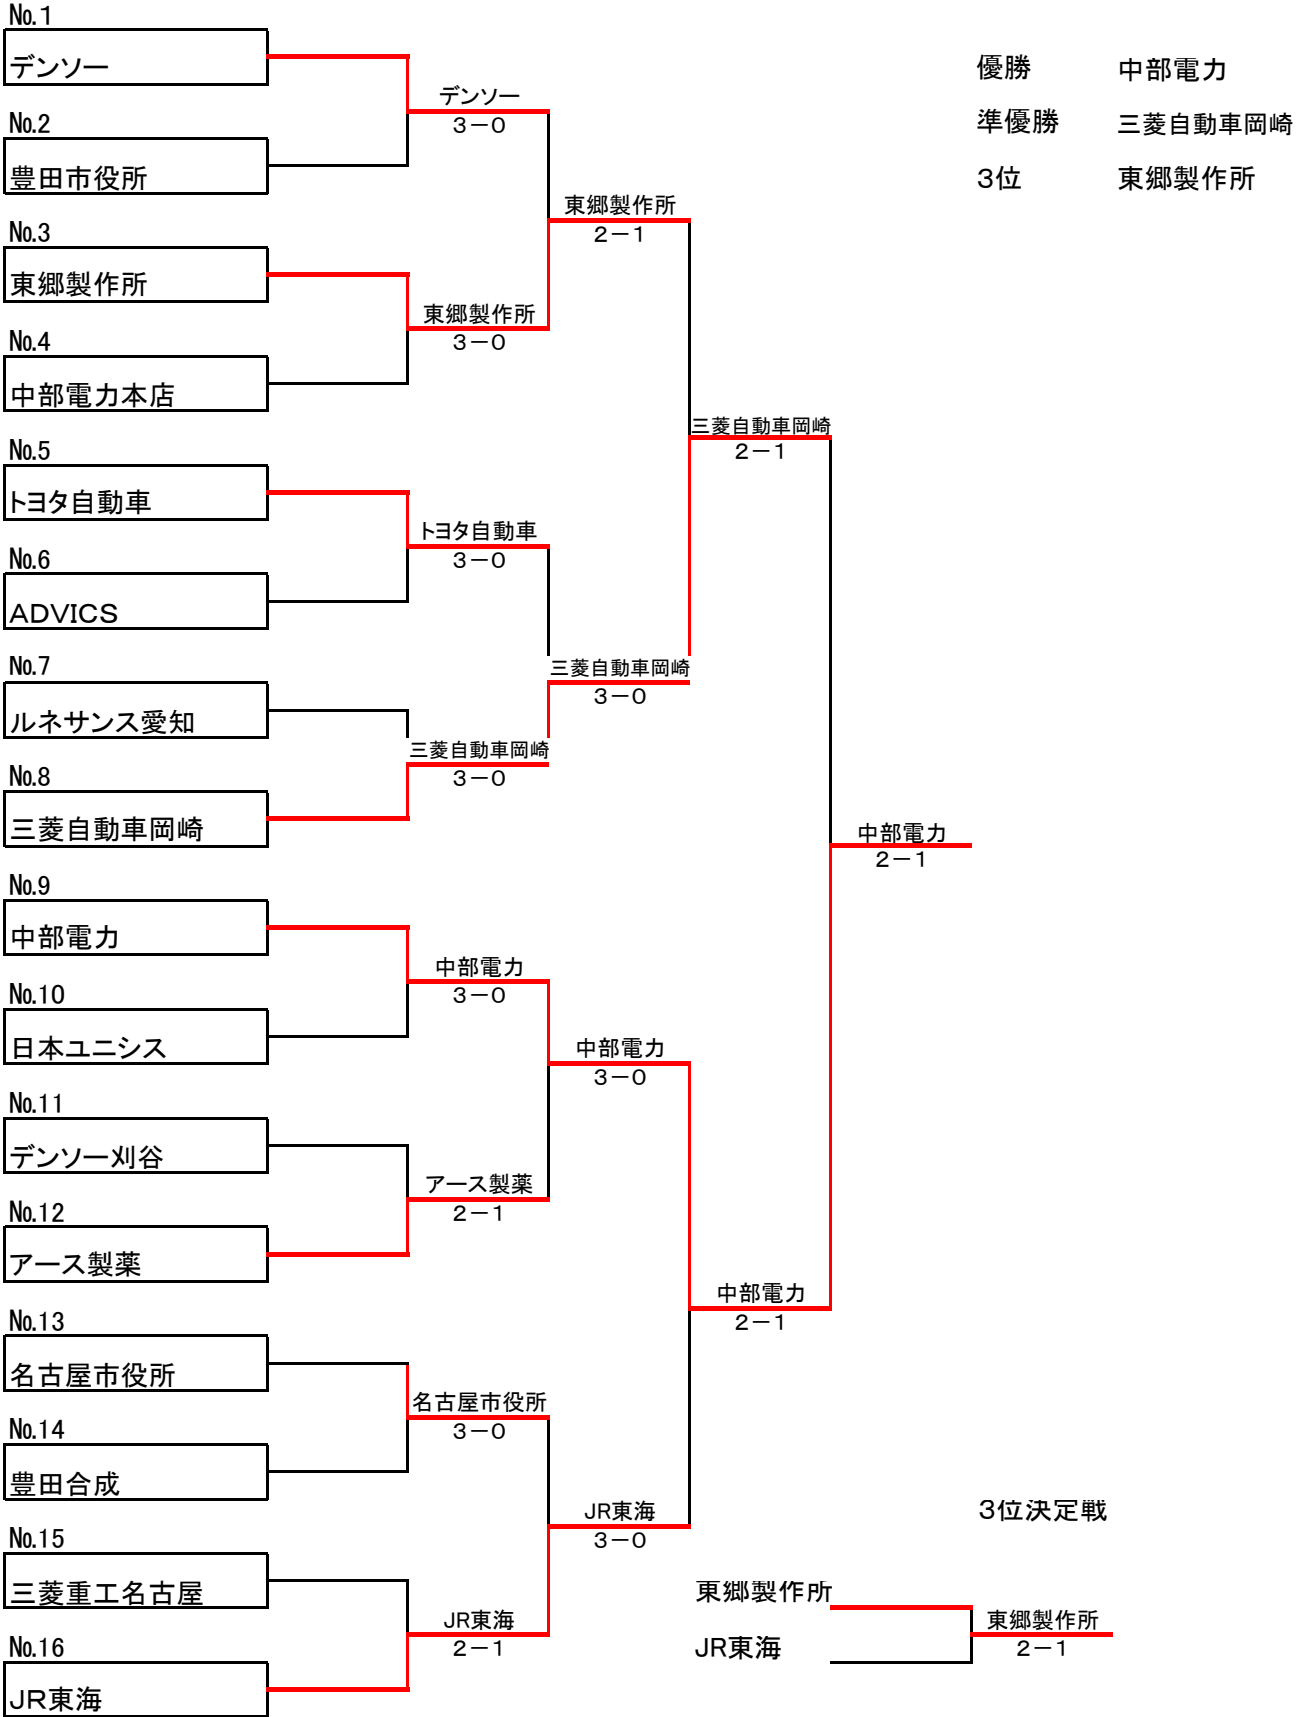 No.1
デンソー
No.2
豊田市役所
No.3
東郷製作所
No.4
中部電力本店
No.5
トヨタ自動車
No.6
ADVICS
No.7
ルネサンス愛知
No.8
三菱自動車岡崎
No.9
中部電力
No.10
日本ユニシス
No.11
デンソー刈谷
No.12
アース製薬
No.13
名古屋市役所
No.14
豊田合成
No.15
三菱重工名古屋
No.16
JR東海
デンソー
3-0
東郷製作所
3-0
トヨタ自動車
3-0
三菱自動車岡崎
3-0
中部電力
3-0
アース製薬
2-1
名古屋市役所
3-0
JR東海
2-1
東郷製作所
2-1
三菱自動車岡崎
3-0
中部電力
3-0
JR東海
3-0
三菱自動車岡崎
2-1
中部電力
2-1
中部電力
2-1
優勝 中部電力
準優勝 三菱自動車岡崎
3位 東郷製作所
3位決定戦
東郷製作所
JR東海
東郷製作所
2-1